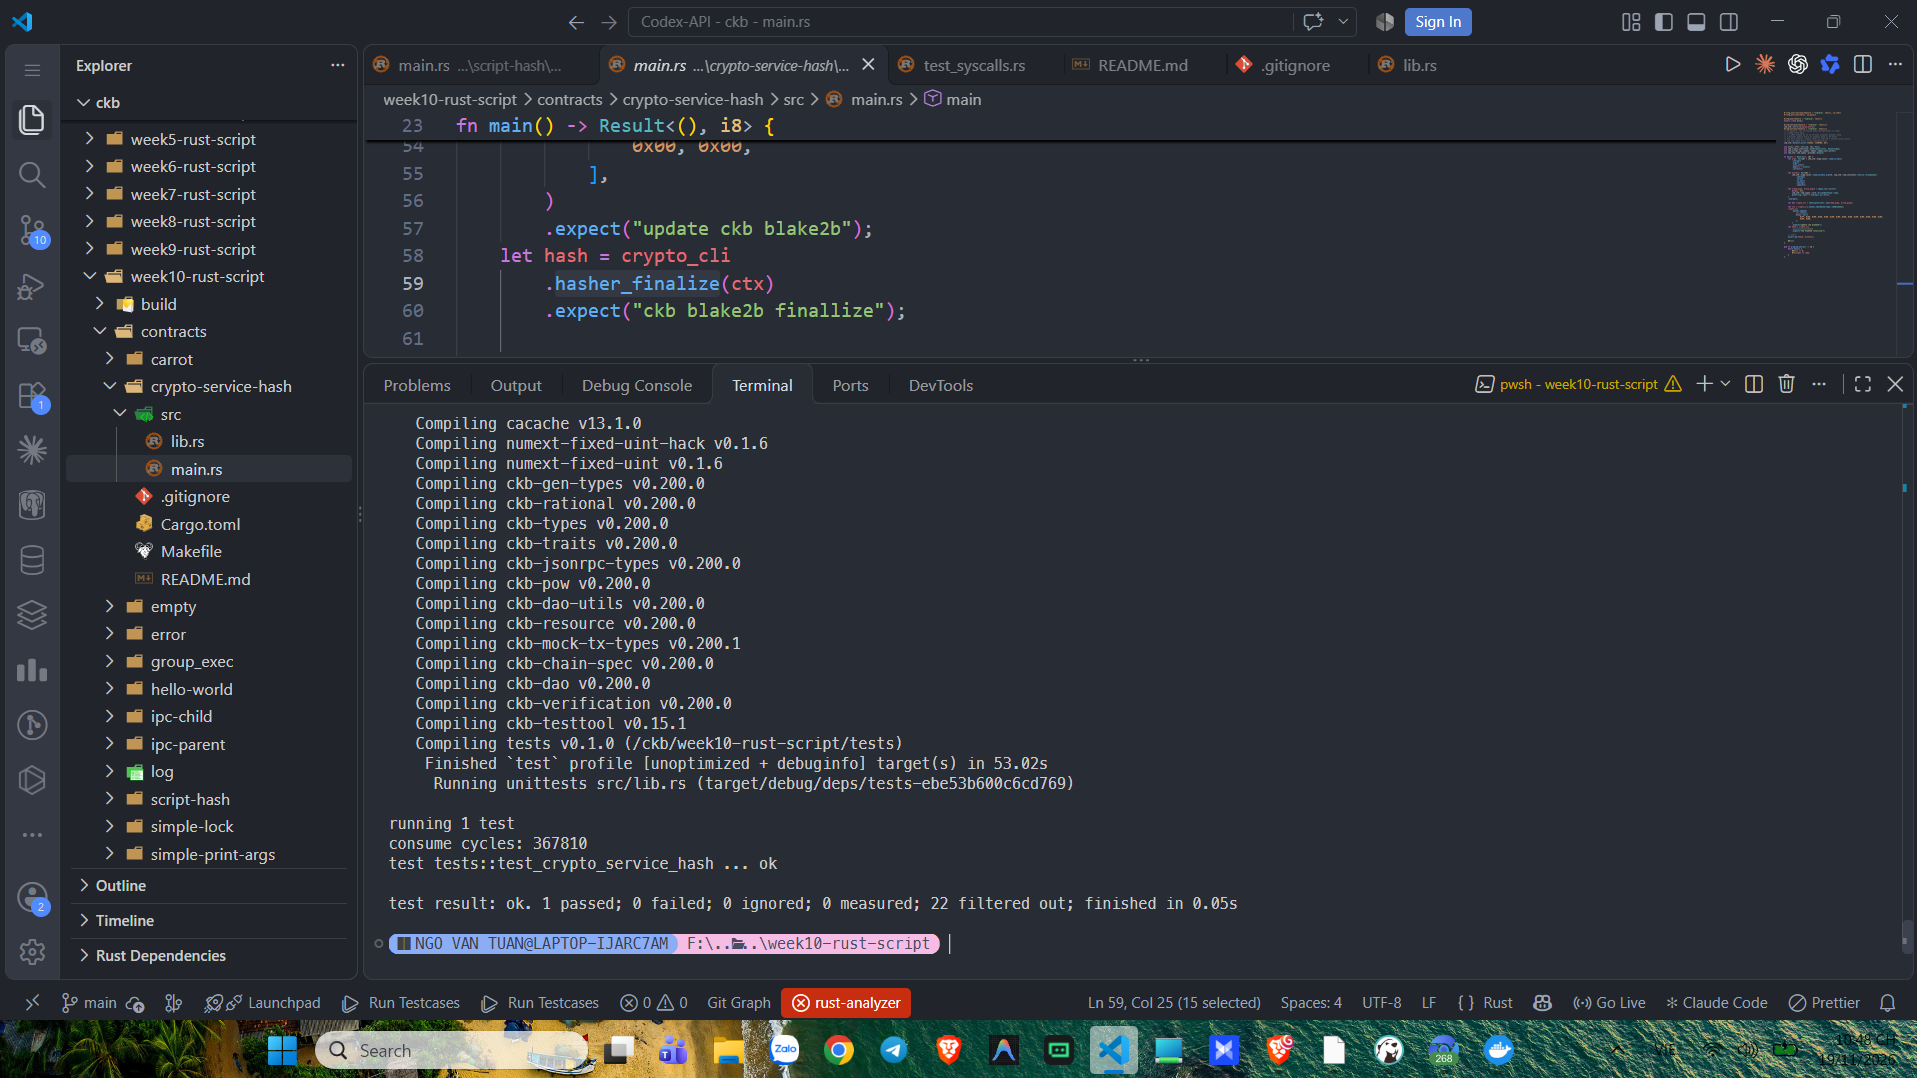 Codex-API - ckb - main.rs
Sign In
Explorer
main.rs ...\script-hash\...
main.rs ...\crypto-service-hash\...
test_syscalls.rs
README.md
.gitignore
lib.rs
ckb
week5-rust-script
week6-rust-script
week7-rust-script
week8-rust-script
week9-rust-script
week10-rust-script
build
contracts
carrot
crypto-service-hash
src
lib.rs
main.rs
.gitignore
Cargo.toml
Makefile
README.md
empty
error
group_exec
hello-world
ipc-child
ipc-parent
log
script-hash
simple-lock
simple-print-args
Outline
Timeline
Rust Dependencies
10
1
2
week10-rust-script > contracts > crypto-service-hash > src > main.rs > main
23 fn main() -> Result<(), i8> {
54 0x00, 0x00,
55 ],
56 )
57 .expect("update ckb blake2b");
58 let hash = crypto_cli
59 .hasher_finalize(ctx)
60 .expect("ckb blake2b finallize");
61
Problems Output Debug Console Terminal Ports DevTools
pwsh - week10-rust-script
Compiling cacache v13.1.0
Compiling numext-fixed-uint-hack v0.1.6
Compiling numext-fixed-uint v0.1.6
Compiling ckb-gen-types v0.200.0
Compiling ckb-rational v0.200.0
Compiling ckb-types v0.200.0
Compiling ckb-traits v0.200.0
Compiling ckb-jsonrpc-types v0.200.0
Compiling ckb-pow v0.200.0
Compiling ckb-dao-utils v0.200.0
Compiling ckb-resource v0.200.0
Compiling ckb-mock-tx-types v0.200.1
Compiling ckb-chain-spec v0.200.0
Compiling ckb-dao v0.200.0
Compiling ckb-verification v0.200.0
Compiling ckb-testtool v0.15.1
Compiling tests v0.1.0 (/ckb/week10-rust-script/tests)
Finished `test` profile [unoptimized + debuginfo] target(s) in 53.02s
Running unittests src/lib.rs (target/debug/deps/tests-ebe53b600c6cd769)
running 1 test
consume cycles: 367810
test tests::test_crypto_service_hash ... ok
test result: ok. 1 passed; 0 failed; 0 ignored; 0 measured; 22 filtered out; finished in 0.05s
NGO VAN TUAN@LAPTOP-IJARC7AM F:\.. ..\week10-rust-script
main Launchpad Run Testcases Run Testcases 0 0 Git Graph rust-analyzer Ln 59, Col 25 (15 selected) Spaces: 4 UTF-8 LF {} Rust Go Live Claude Code Prettier
Search
Zalo
268
VIE
10:48 CH